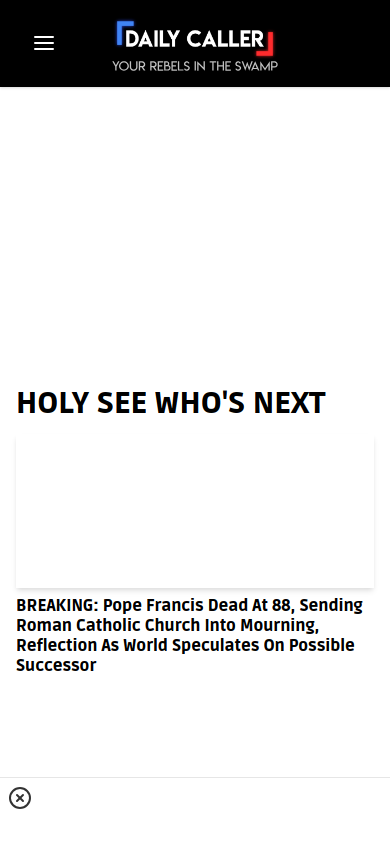 DAILY CALLER
YOUR REBELS IN THE SWAMP
HOLY SEE WHO'S NEXT
BREAKING: Pope Francis Dead At 88, Sending
Roman Catholic Church Into Mourning,
Reflection As World Speculates On Possible
Successor